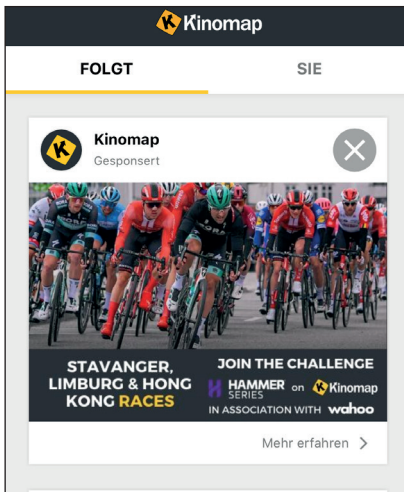 Kinomap
FOLGT
SIE
Kinomap
Gesponsert
STAVANGER,
LIMBURG & HONG
KONG RACES
JOIN THE CHALLENGE
HAMMER SERIES on Kinomap
IN ASSOCIATION WITH wahoo
Mehr erfahren